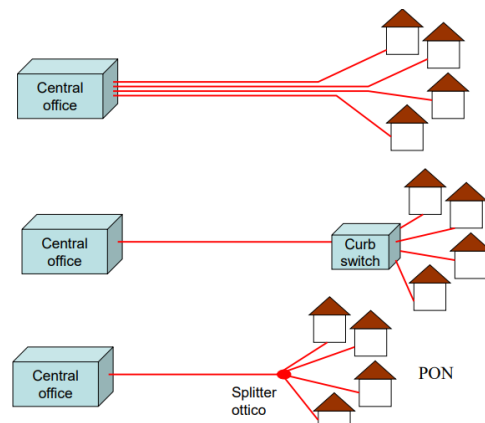 Central
office
Central
office
Curb
switch
Central
office
Splitter
ottico
PON